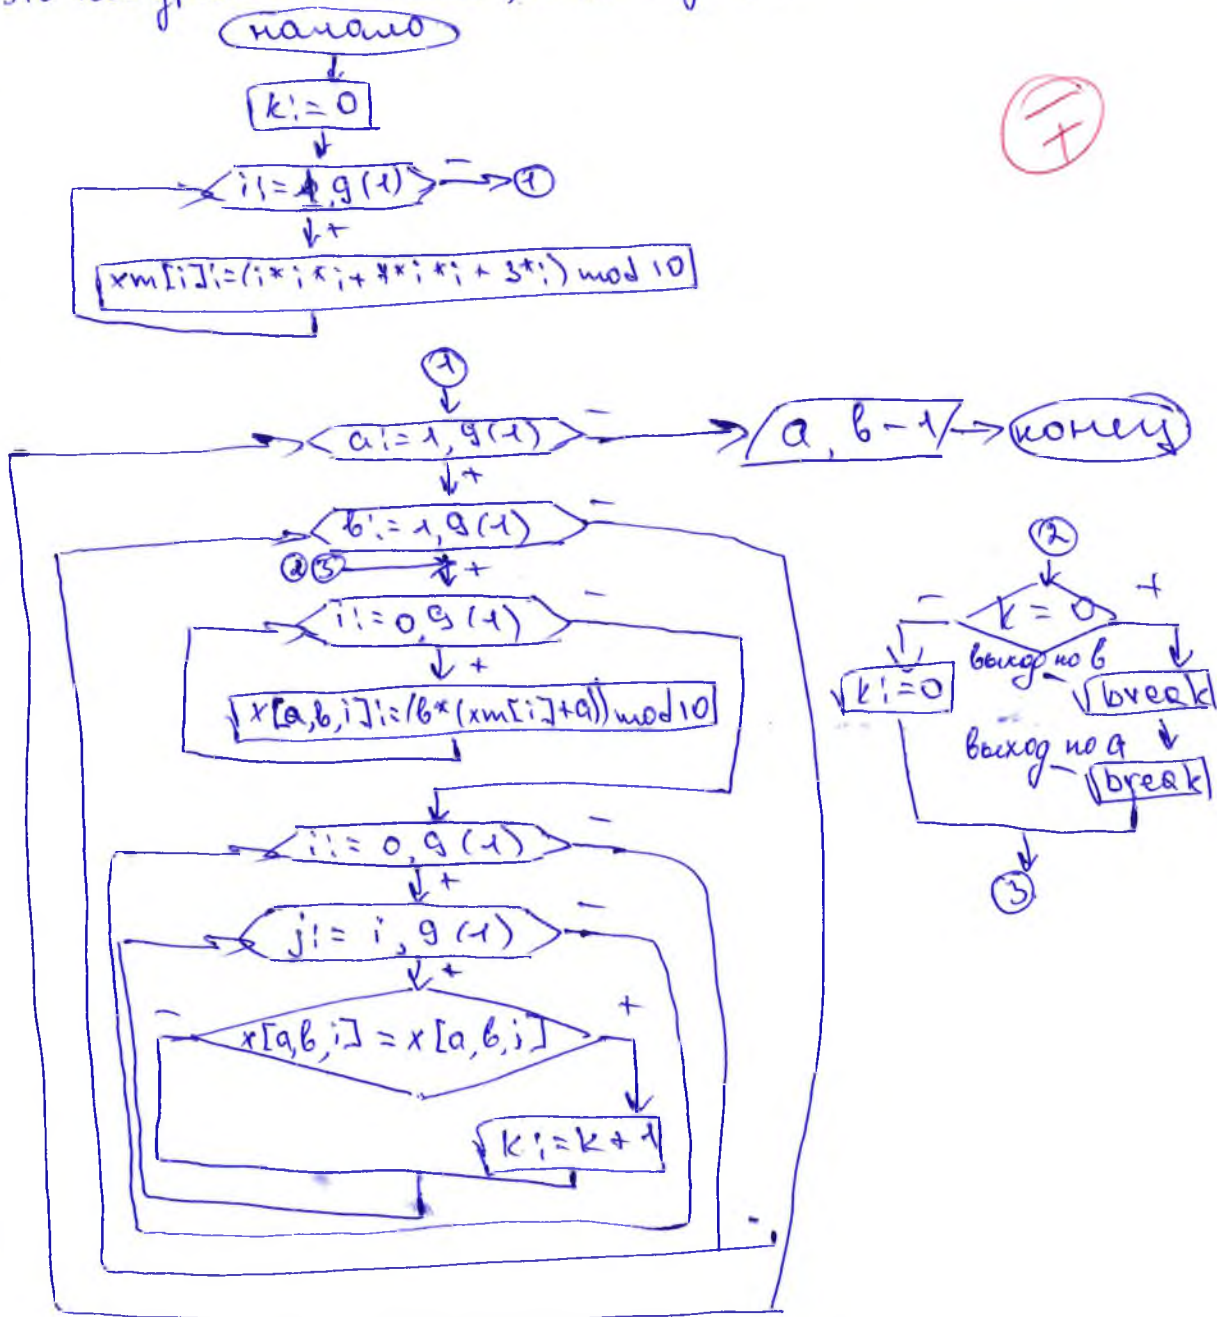 начало
k:=0
i:=1,9(1)
-
1
+
xm[i]:=(i*i*i+7*i*i+3*i) mod 10
1
a:=1,9(1)
-
a, b-1
конец
+
b:=1,9(1)
-
2 3
+
i:=0,9(1)
-
+
x[a,b,i]:=(b*(xm[i]+a)) mod 10
i:=0,9(1)
-
+
j:=i,9(1)
-
+
x[a,b,i]=x[a,b,j]
-
+
k:=k+1
-
2
k=0
-
+
k:=0
выход по b
break
выход по a
break
3